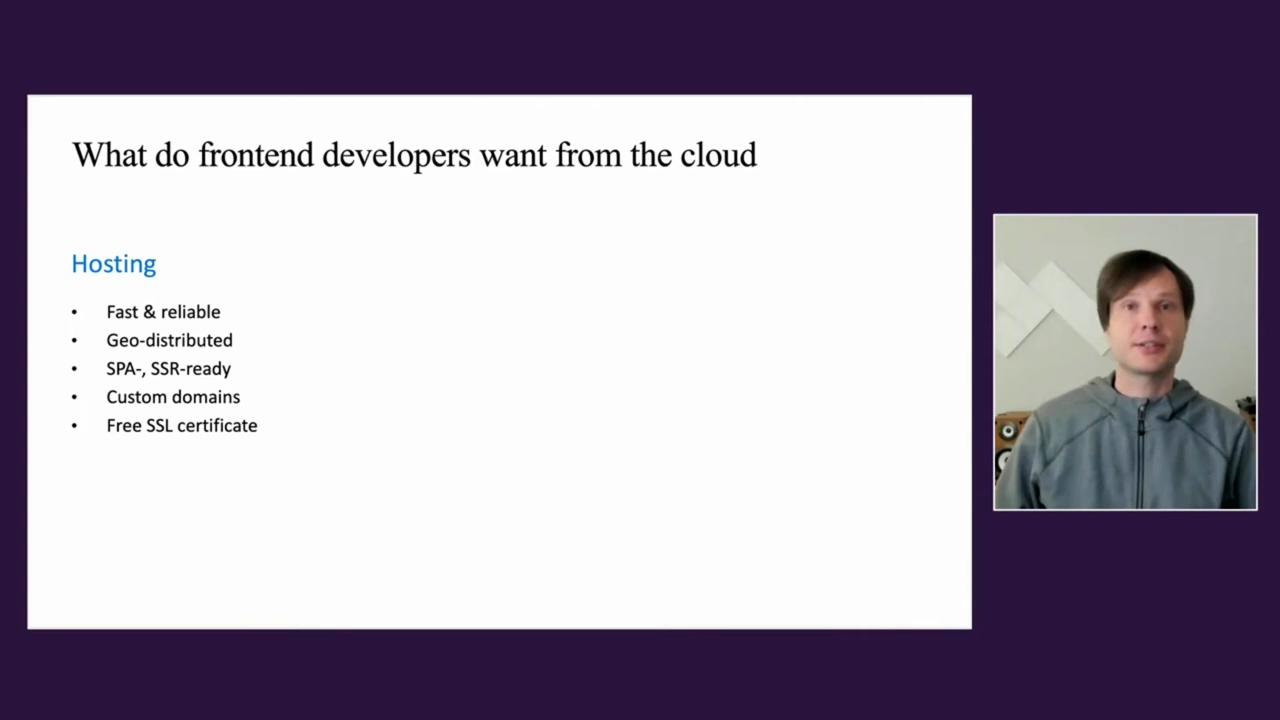 What do frontend developers want from the cloud
Hosting
• Fast & reliable
• Geo-distributed
• SPA-, SSR-ready
• Custom domains
• Free SSL certificate